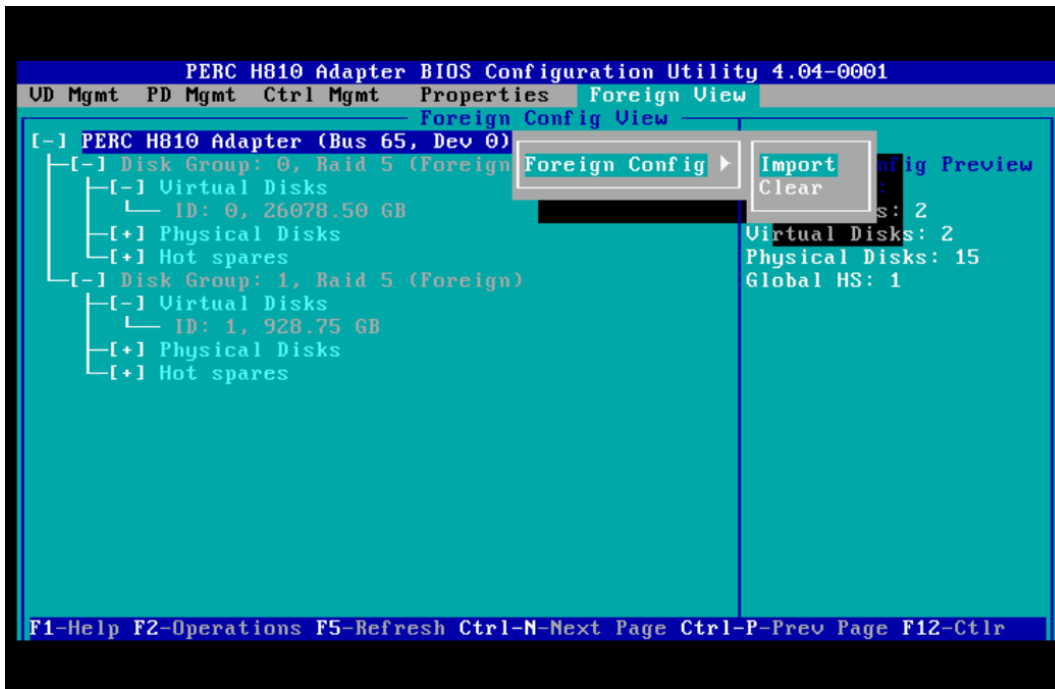 PERC H810 Adapter BIOS Configuration Utility 4.04-0001
VD Mgmt PD Mgmt Ctrl Mgmt Properties Foreign View
Foreign Config View
[-] PERC H810 Adapter (Bus 65, Dev 0)
[-] Disk Group: 0, Raid 5 (Foreign
[-] Virtual Disks
ID: 0, 26078.50 GB
[+] Physical Disks
[+] Hot spares
[-] Disk Group: 1, Raid 5 (Foreign)
[-] Virtual Disks
ID: 1, 928.75 GB
[+] Physical Disks
[+] Hot spares
Foreign Config
Import
Clear
Preview
: 2
Virtual Disks: 2
Physical Disks: 15
Global HS: 1
F1-Help F2-Operations F5-Refresh Ctrl-N-Next Page Ctrl-P-Prev Page F12-Ctlr